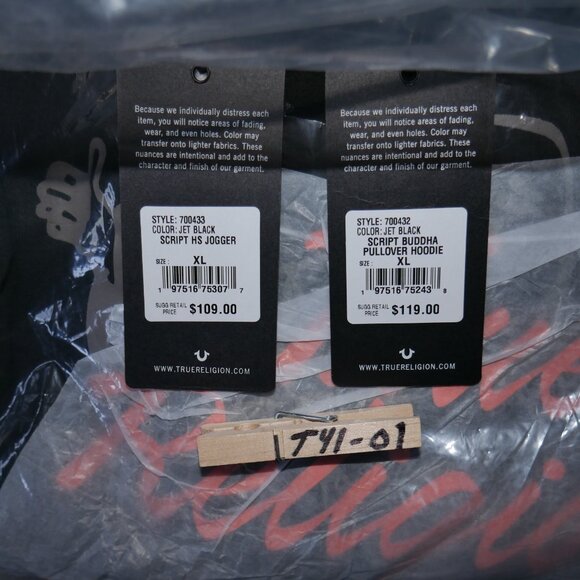 Because we individually distress each
item, you will notice areas of fading,
wear, and even holes. Color may
transfer onto lighter fabrics. These
nuances are intentional and add to the
character and finish of our garment.
STYLE: 700433
COLOR: JET BLACK
SCRIPT HS JOGGER
SIZE: XL
1 97516 75307 7
SUGG RETAIL
PRICE $109.00
WWW.TRUERELIGION.COM
Because we individually distress each
item, you will notice areas of fading,
wear, and even holes. Color may
transfer onto lighter fabrics. These
nuances are intentional and add to the
character and finish of our garment.
STYLE: 700432
COLOR: JET BLACK
SCRIPT BUDDHA
PULLOVER HOODIE
SIZE: XL
1 97516 75243 8
SUGG RETAIL
PRICE $119.00
WWW.TRUERELIGION.COM
T41-01